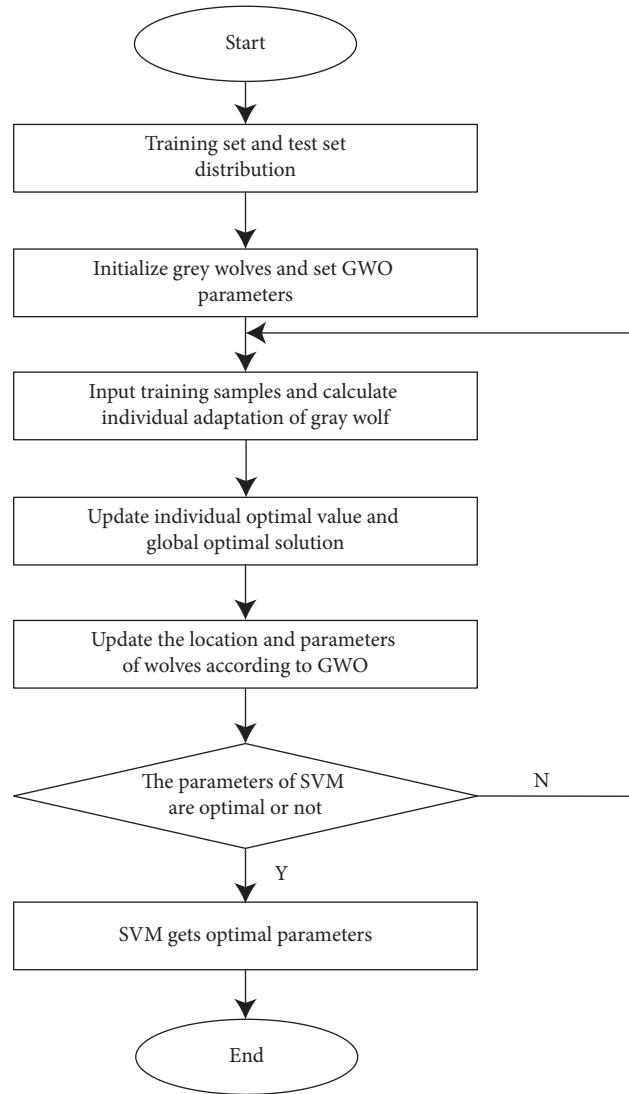 Start
Training set and test set
distribution
Initialize grey wolves and set GWO
parameters
Input training samples and calculate
individual adaptation of gray wolf
Update individual optimal value and
global optimal solution
Update the location and parameters
of wolves according to GWO
The parameters of SVM
are optimal or not
N
Y
SVM gets optimal parameters
End